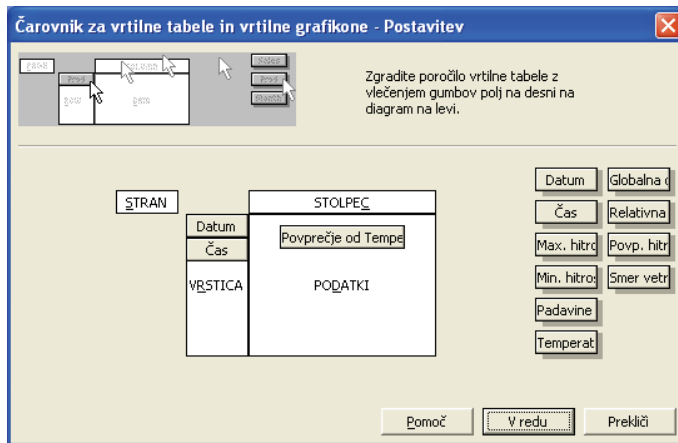 Čarovnik za vrtilne tabele in vrtilne grafikone - Postavitev
Zgradite poročilo vrtilne tabele z
vlečenjem gumbov polj na desni na
diagram na levi.
STRAN
STOLPEC
Datum
Čas
VRSTICA
Povprečje od Tempe
PODATKI
Datum
Globalna
Čas
Relativna
Max. hitro
Povp. hitr
Min. hitros
Smer vetr
Padavine
Temperat
Pomoč
V redu
Prekliči